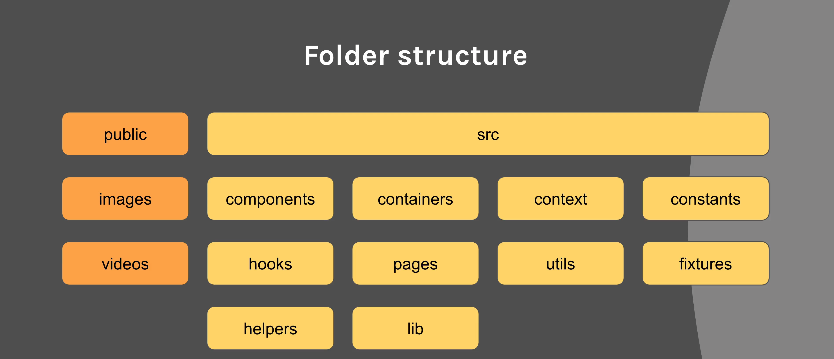 Folder structure
public src
images components containers context constants
videos hooks pages utils fixtures
helpers lib